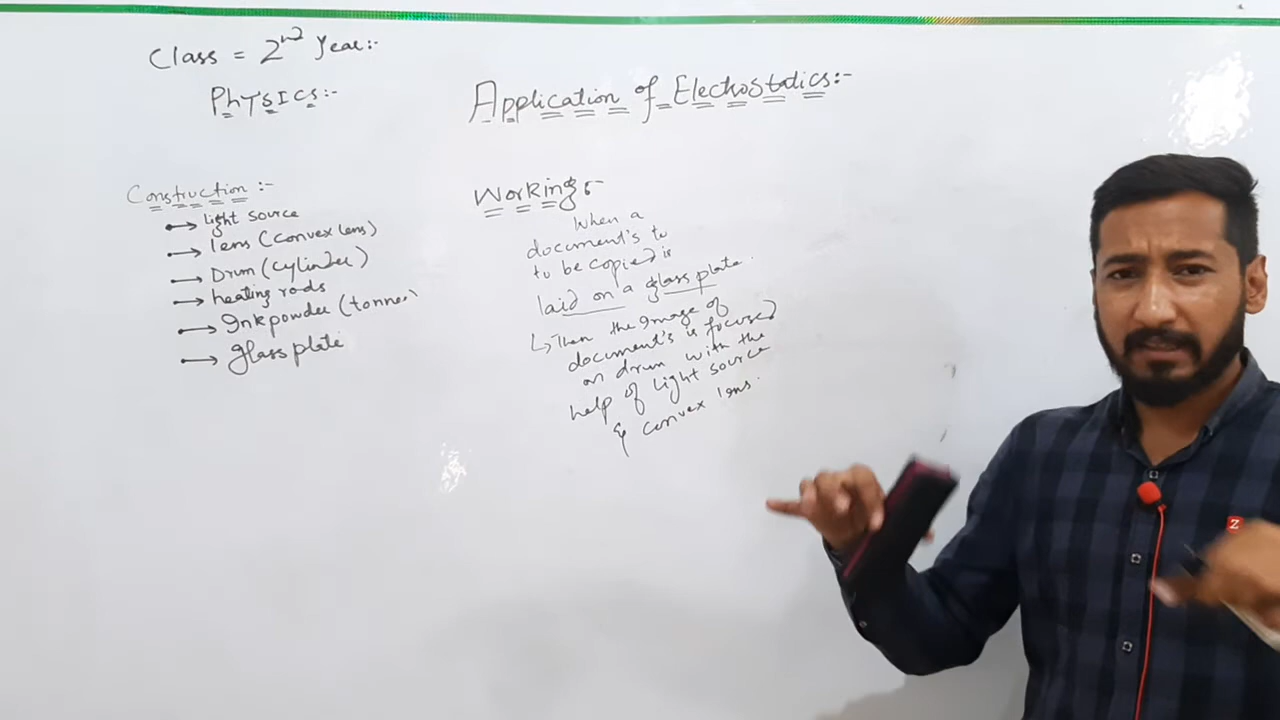 Class = 2nd Year:-
PhYSICS:-
Application of Electrostatics:-
Construction :-
light source
lens (convex lens)
Drum (cylinder)
heating rods
Ink powder (tonner)
glass plate
Working:-
When a
document's to
to be copied is
laid on a glass plate.
Then the Image of
document's is focused
on drum with the
help of light source
& convex lens.
Z